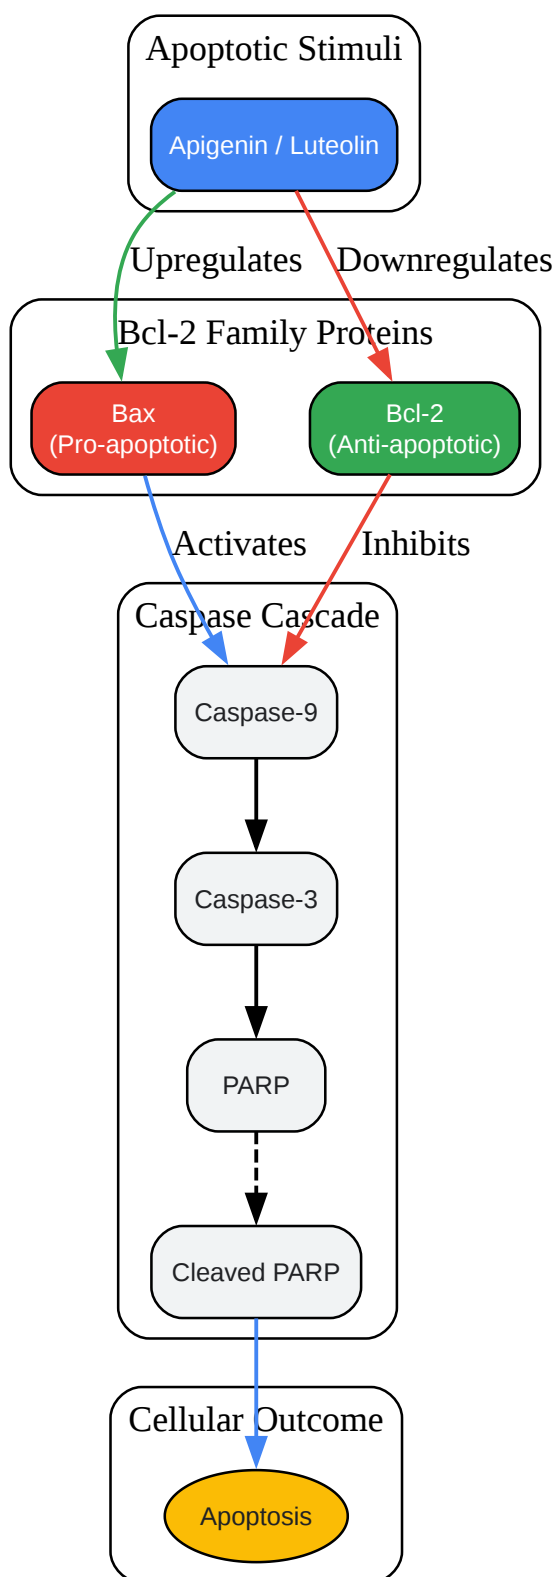 Apoptotic Stimuli
Apigenin / Luteolin
Upregulates
Downregulates
Bcl-2 Family Proteins
Bax
(Pro-apoptotic)
Bcl-2
(Anti-apoptotic)
Activates
Inhibits
Caspase Cascade
Caspase-9
Caspase-3
PARP
Cleaved PARP
Cellular Outcome
Apoptosis